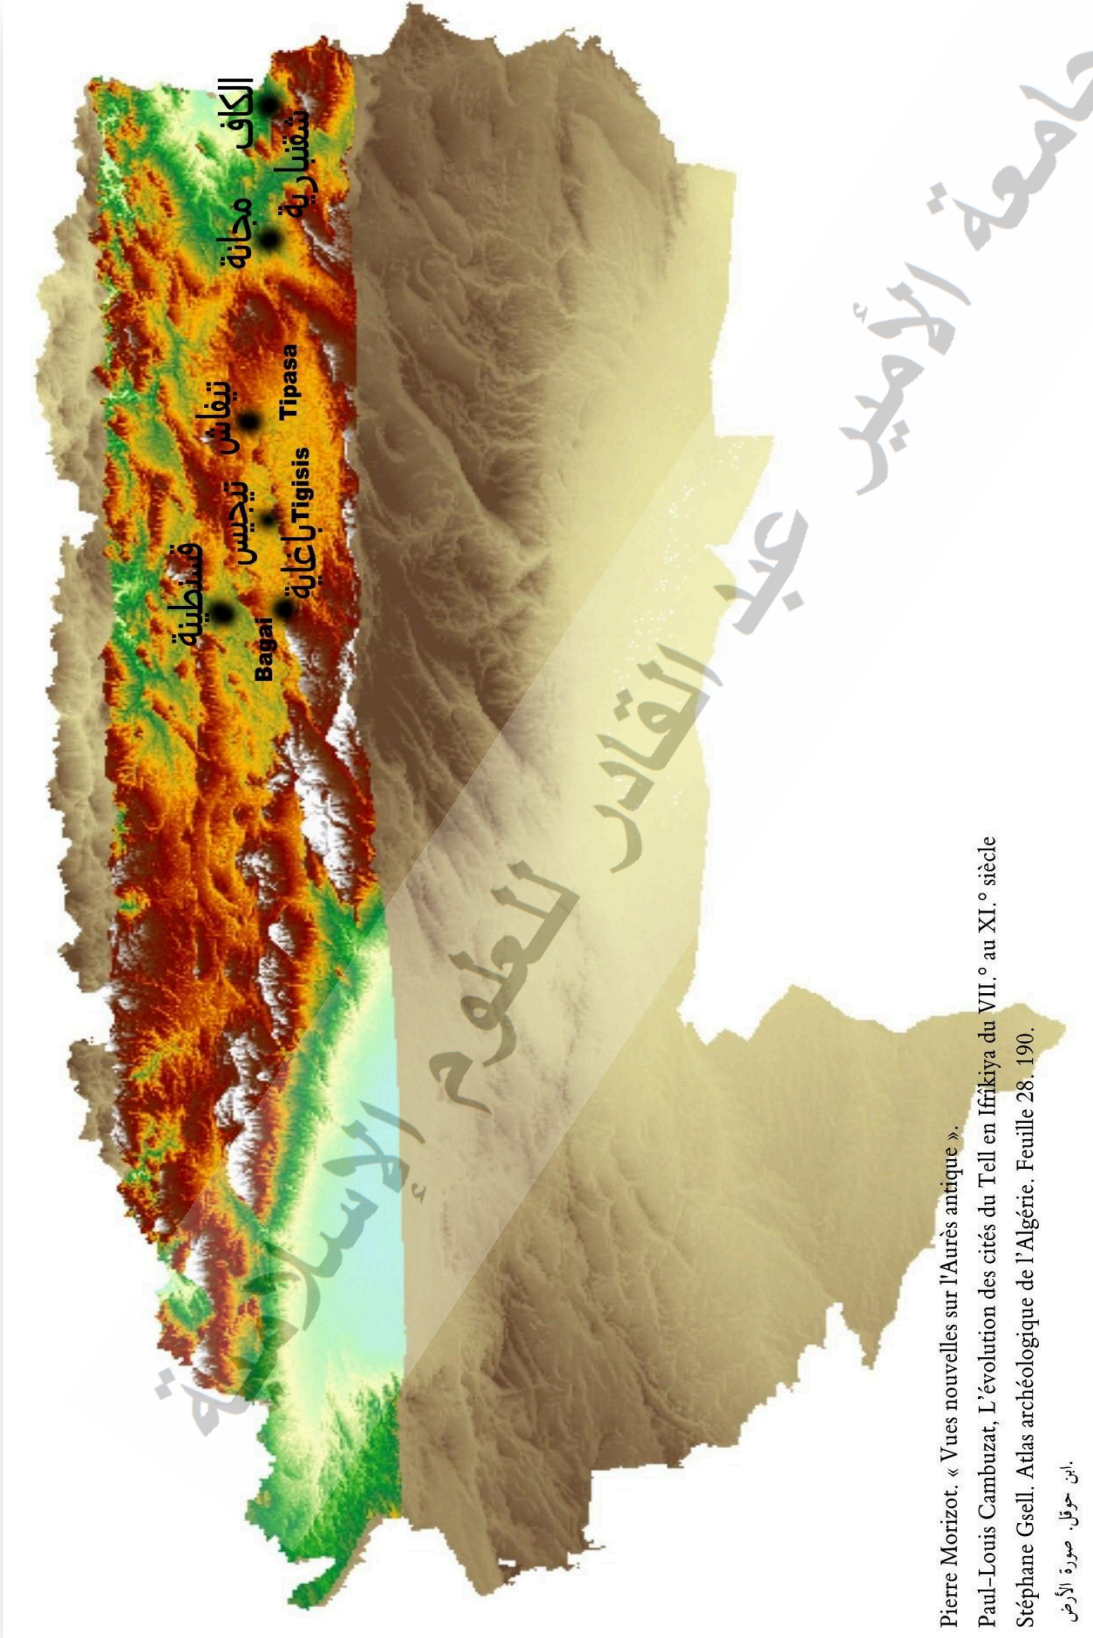 الكاف
شقنبارية
مجانة
تيفاش
Tipasa
تيجيس
Tigisis
قسنطينة
باغاية
Bagai
Pierre Morizot. « Vues nouvelles sur l'Aurès antique ».
Paul-Louis Cambuzat, L'évolution des cités du Tell en Ifrîkiya du VII.° au XI.° siècle
Stéphane Gsell. Atlas archéologique de l'Algérie. Feuille 28. 190.
ابن حوقل. صورة الأرض.
جامعة الأمير عبد القادر للعلوم الإسلامية